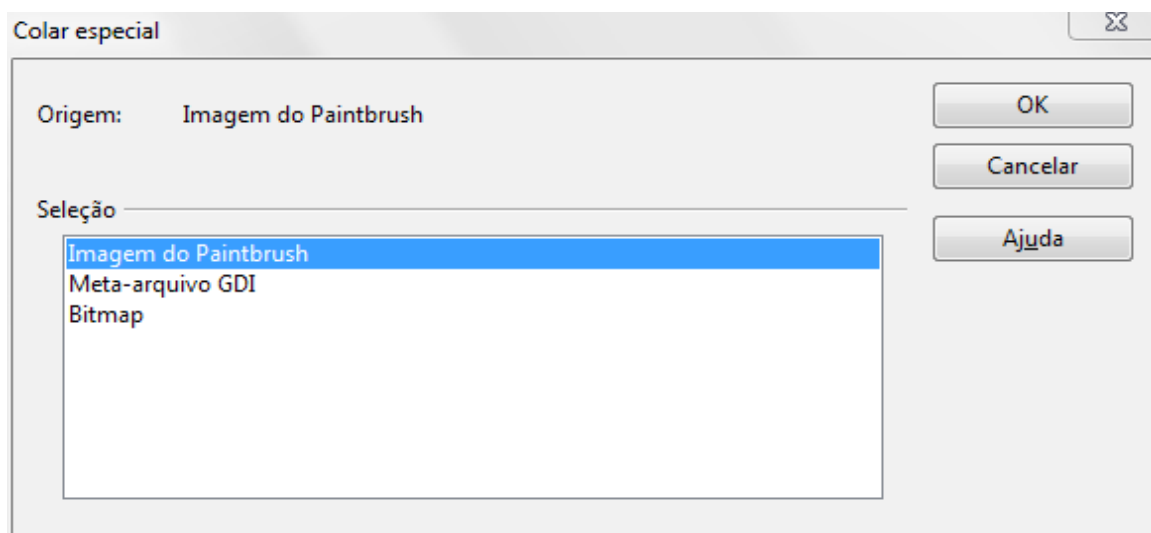 Colar especial
Origem: Imagem do Paintbrush
OK
Cancelar
Ajuda
Seleção
Imagem do Paintbrush
Meta-arquivo GDI
Bitmap